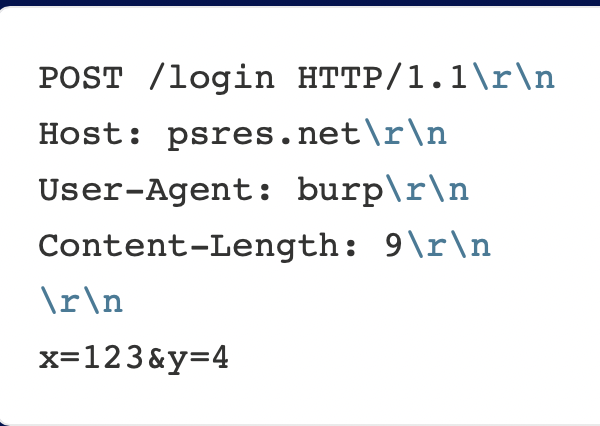 POST /login HTTP/1.1\r\n
Host: psres.net\r\n
User-Agent: burp\r\n
Content-Length: 9\r\n
\r\n
x=123&y=4